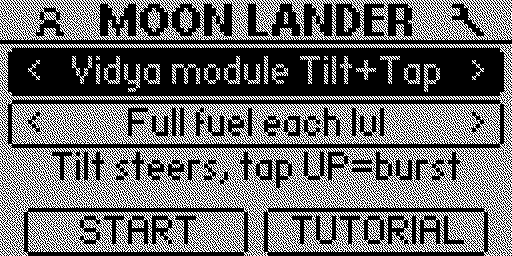 MOON LANDER
< Vidya module Tilt+Tap >
< Full fuel each lvl >
Tilt steers, tap UP=burst
START TUTORIAL